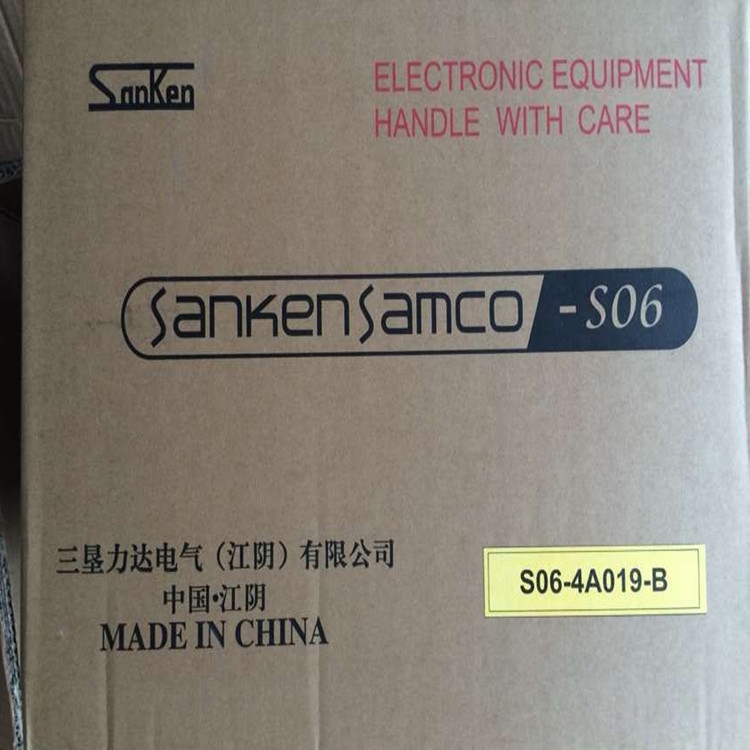 SanKen
ELECTRONIC EQUIPMENT
HANDLE WITH CARE
SankenSamco -S06
三垦力达电气（江阴）有限公司
中国·江阴
MADE IN CHINA
S06-4A019-B